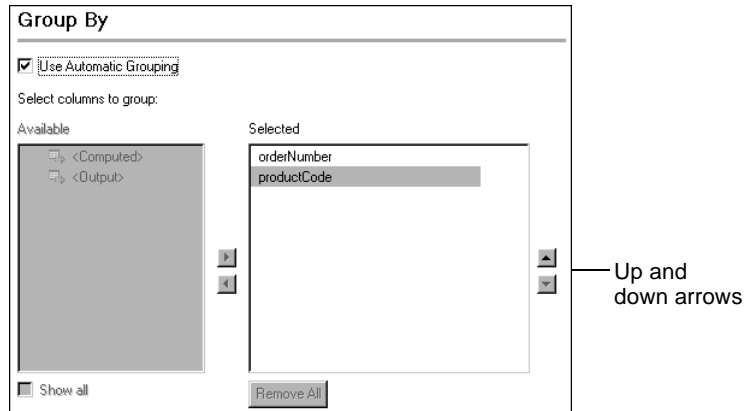 Group By
Use Automatic Grouping
Select columns to group:
Available
Selected
<Computed>
<Output>
orderNumber
productCode
Up and
down arrows
Show all
Remove All